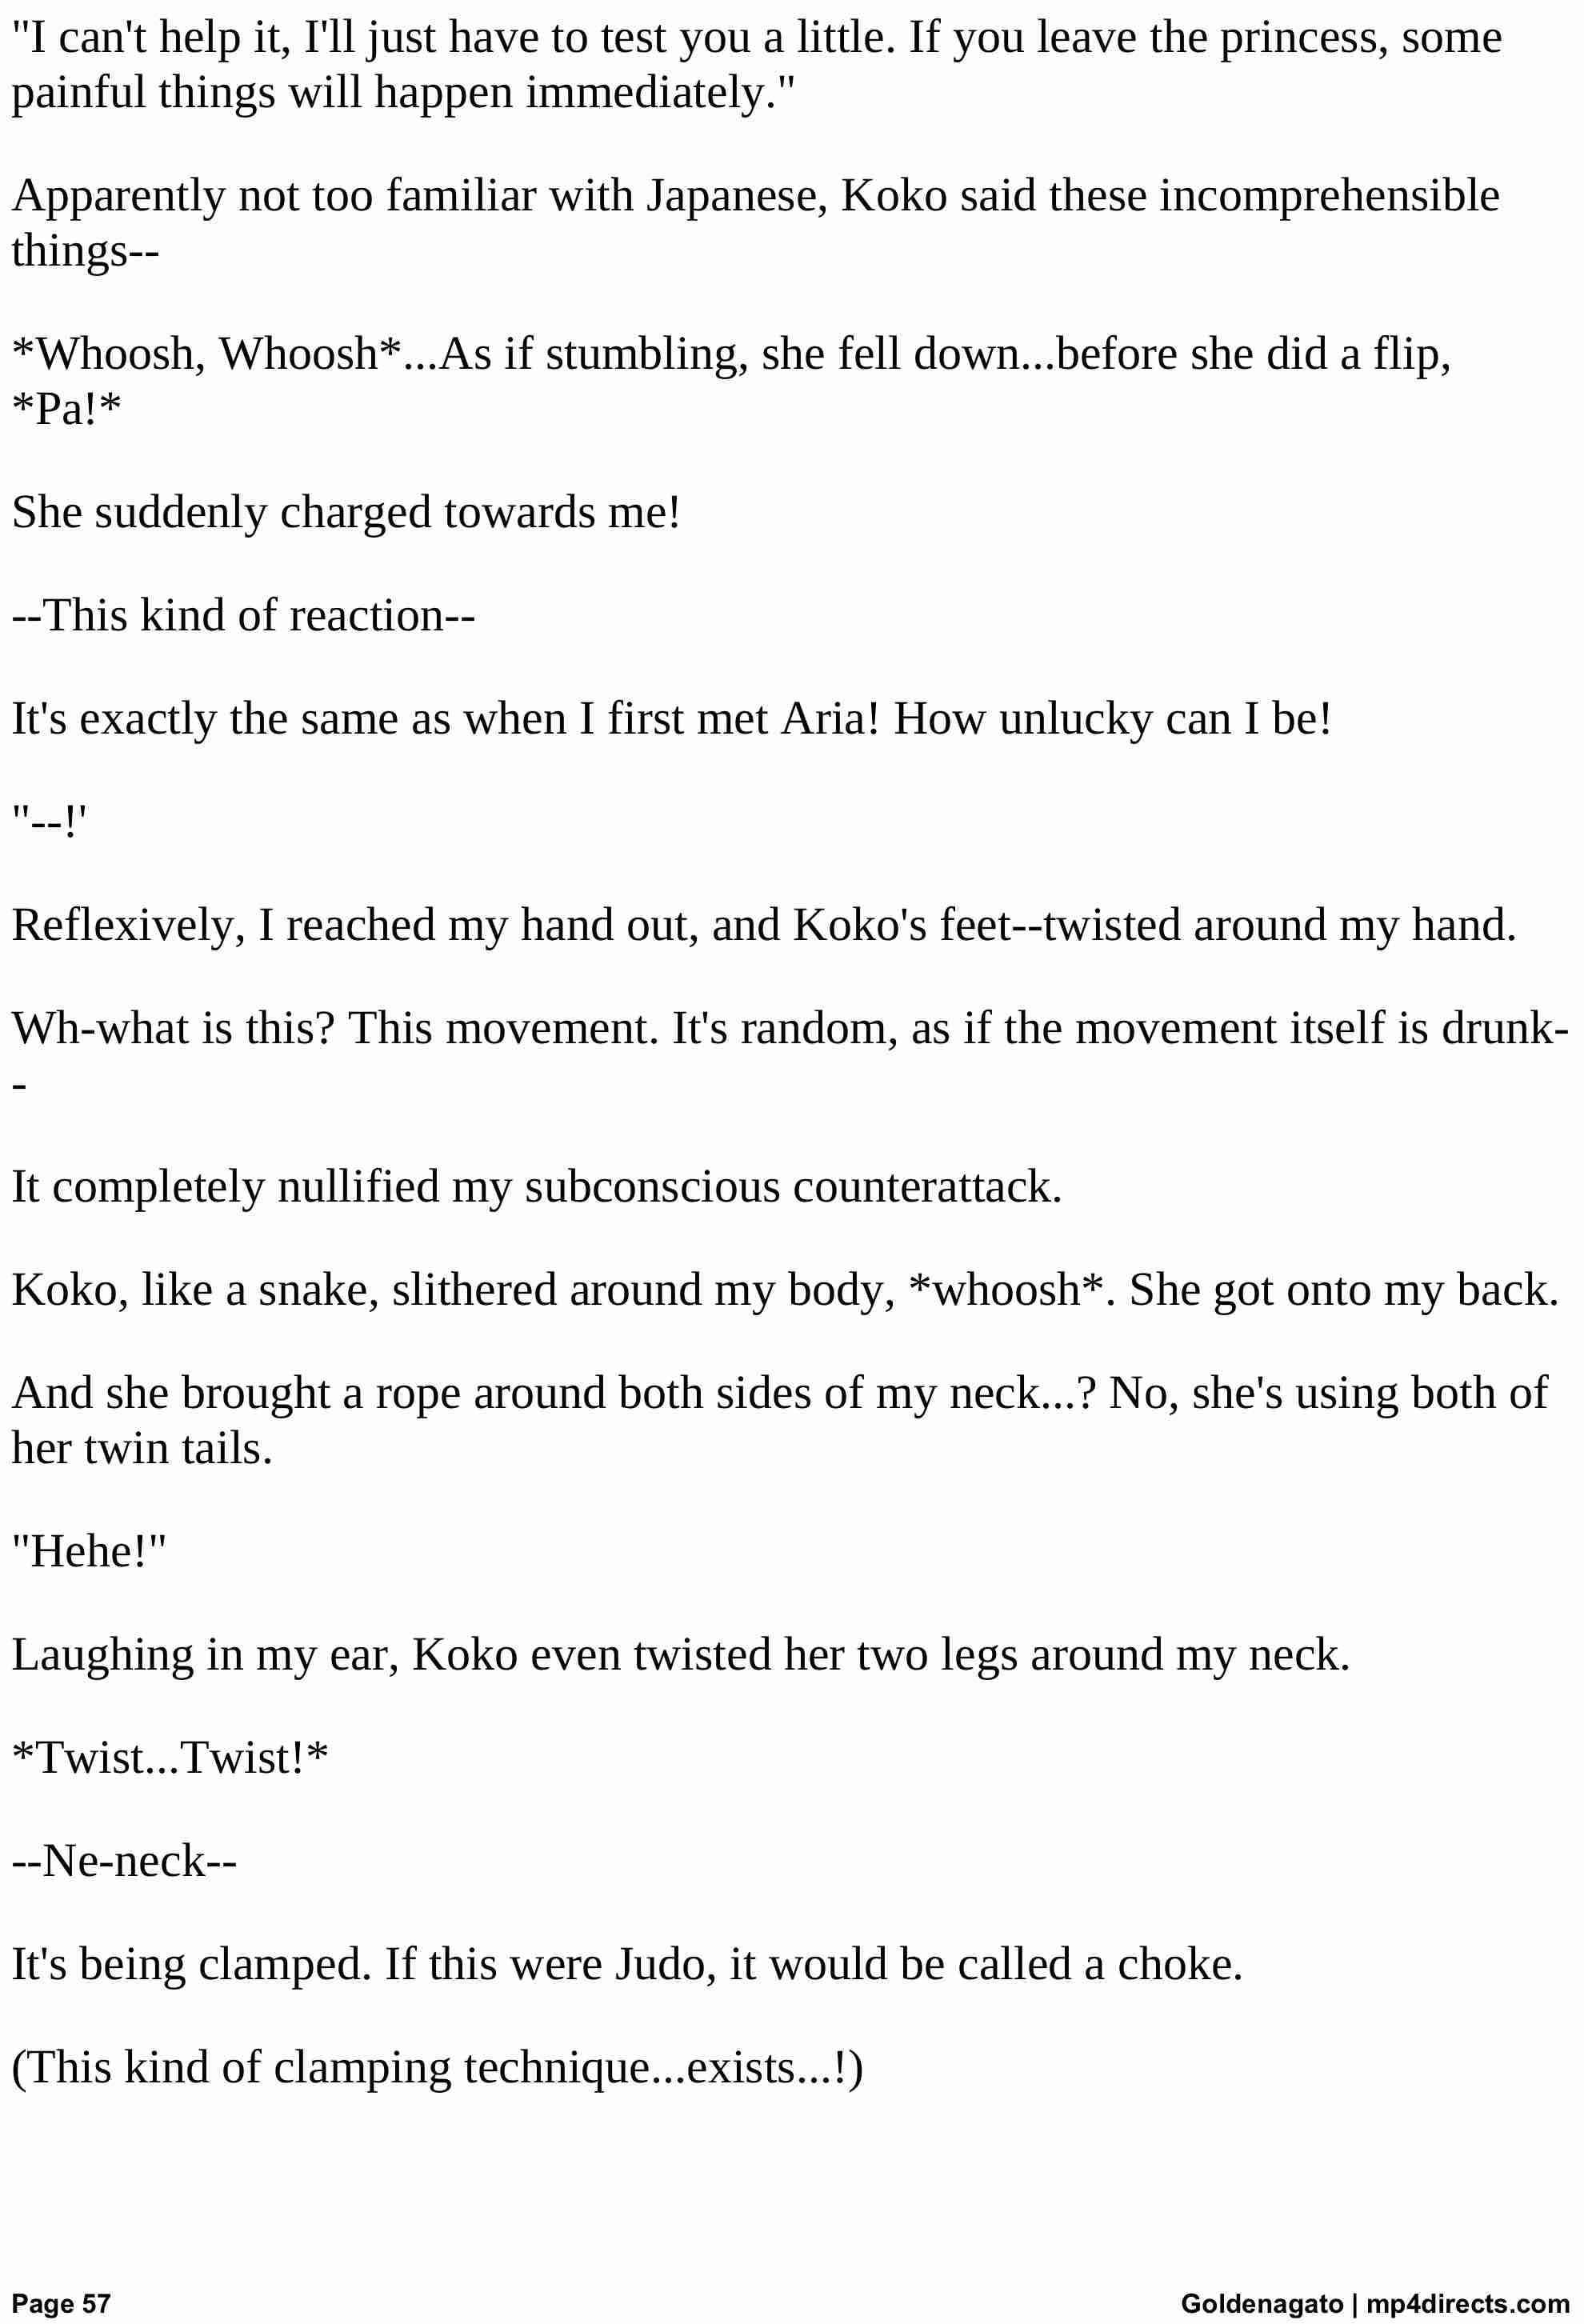 "I can't help it, I'll just have to test you a little. If you leave the princess, some
painful things will happen immediately."
Apparently not too familiar with Japanese, Koko said these incomprehensible
things--
*Whoosh, Whoosh*...As if stumbling, she fell down...before she did a flip,
*Pa!*
She suddenly charged towards me!
--This kind of reaction--
It's exactly the same as when I first met Aria! How unlucky can I be!
"--!'
Reflexively, I reached my hand out, and Koko's feet--twisted around my hand.
Wh-what is this? This movement. It's random, as if the movement itself is drunk-
-
It completely nullified my subconscious counterattack.
Koko, like a snake, slithered around my body, *whoosh*. She got onto my back.
And she brought a rope around both sides of my neck...? No, she's using both of
her twin tails.
"Hehe!"
Laughing in my ear, Koko even twisted her two legs around my neck.
*Twist...Twist!*
--Ne-neck--
It's being clamped. If this were Judo, it would be called a choke.
(This kind of clamping technique...exists...!)
Page 57
Goldenagato | mp4directs.com